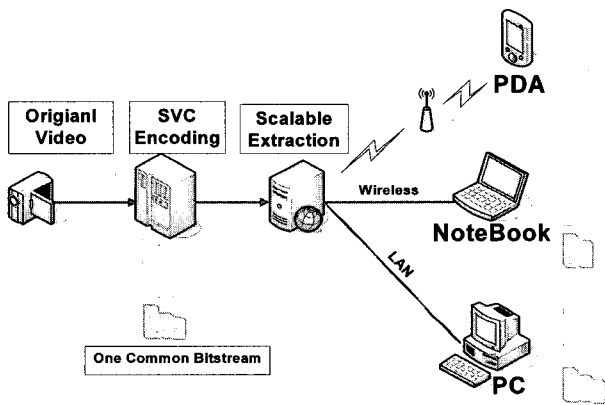 Origianl
Video
SVC
Encoding
Scalable
Extraction
PDA
Wireless
NoteBook
LAN
One Common Bitstream
PC